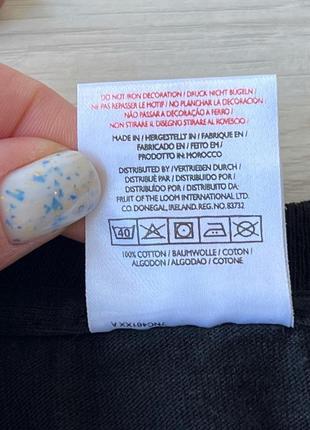 DO NOT IRON DECORATION / DRUCK NICHT BUGELN /
NE PAS REPASSER LE MOTIF / NO PLANCHAR LA DECORACION /
NÃO PASSAR A DECORAÇÃO A FERRO /
NON STIRARE IL DISEGNO STIRARE AL ROVESCIO
MADE IN / HERGESTELLT IN / FABRIQUE EN /
FABRICADO EN / FEITO EM /
PRODOTTO IN: MOROCCO
DISTRIBUTED BY / VERTRIEBEN DURCH /
DISTRIBUÉ PAR / DISTRIBUIDO POR /
DISTRIBUIDO POR / DISTRIBUITO DA:
FRUIT OF THE LOOM INTERNATIONAL LTD.
CO. DONEGAL, IRELAND. REG NO. 83732
40
100% COTTON / BAUMWOLLE / COTON /
ALGODON / ALGODAO / COTONE
7NC461XX A